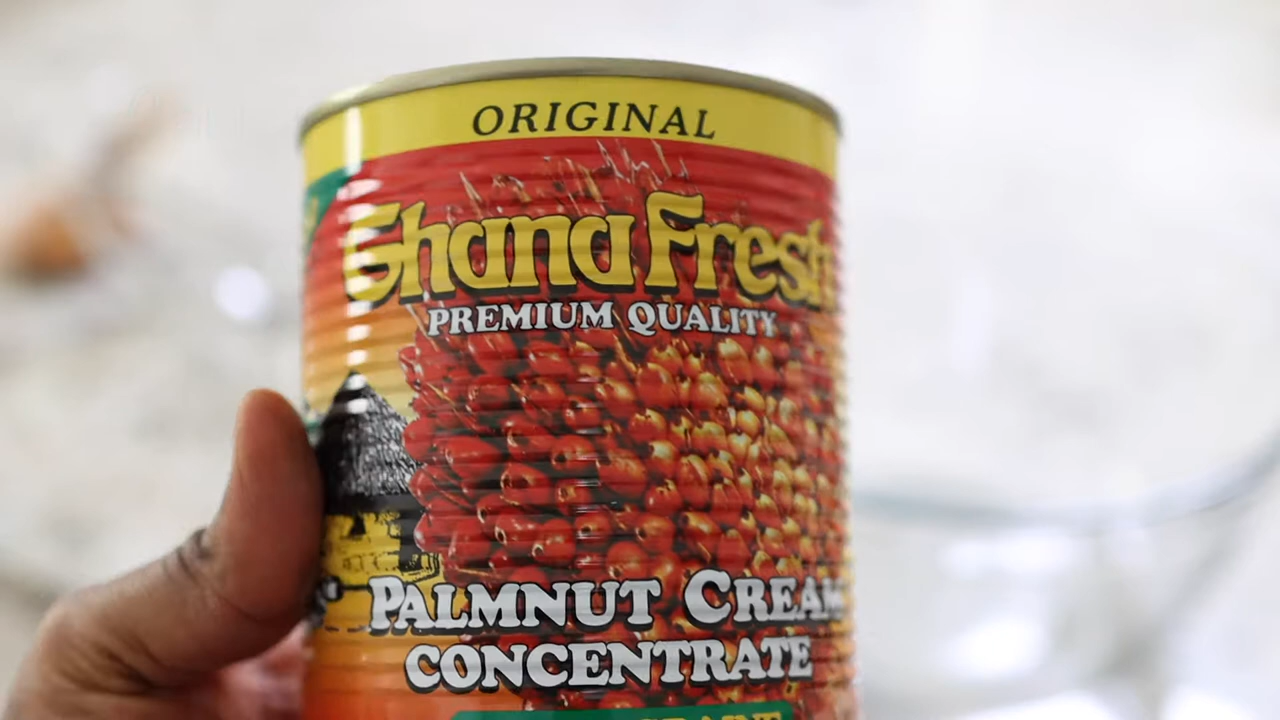 ORIGINAL
Ghana Fresh
PREMIUM QUALITY
PALMNUT CREAM
CONCENTRATE